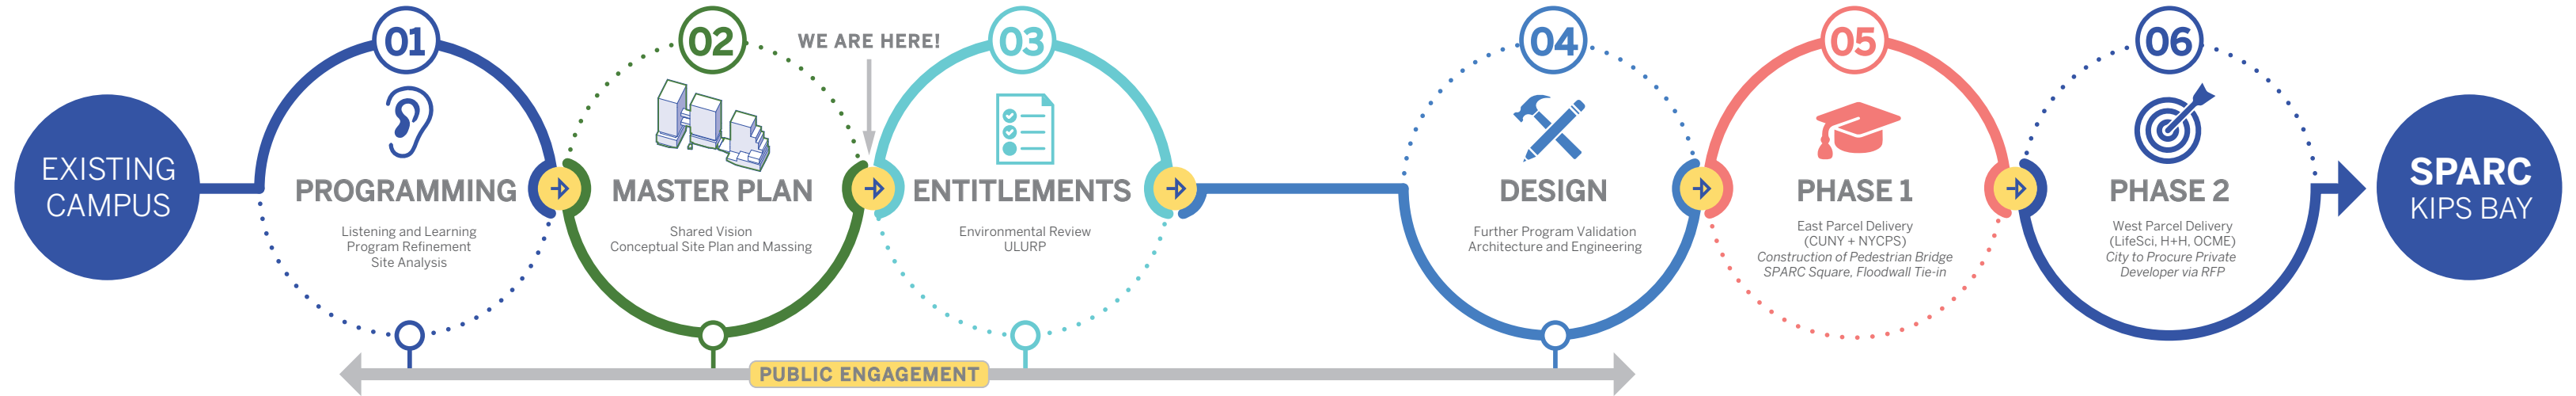 EXISTING
CAMPUS
01
PROGRAMMING
Listening and Learning
Program Refinement
Site Analysis
02
MASTER PLAN
Shared Vision
Conceptual Site Plan and Massing
WE ARE HERE!
03
ENTITLEMENTS
Environmental Review
ULURP
04
DESIGN
Further Program Validation
Architecture and Engineering
05
PHASE 1
East Parcel Delivery
(CUNY + NYCPS)
Construction of Pedestrian Bridge
SPARC Square, Floodwall Tie-in
06
PHASE 2
West Parcel Delivery
(LifeSci, H+H, OCME)
City to Procure Private
Developer via RFP
SPARC
KIPS BAY
PUBLIC ENGAGEMENT